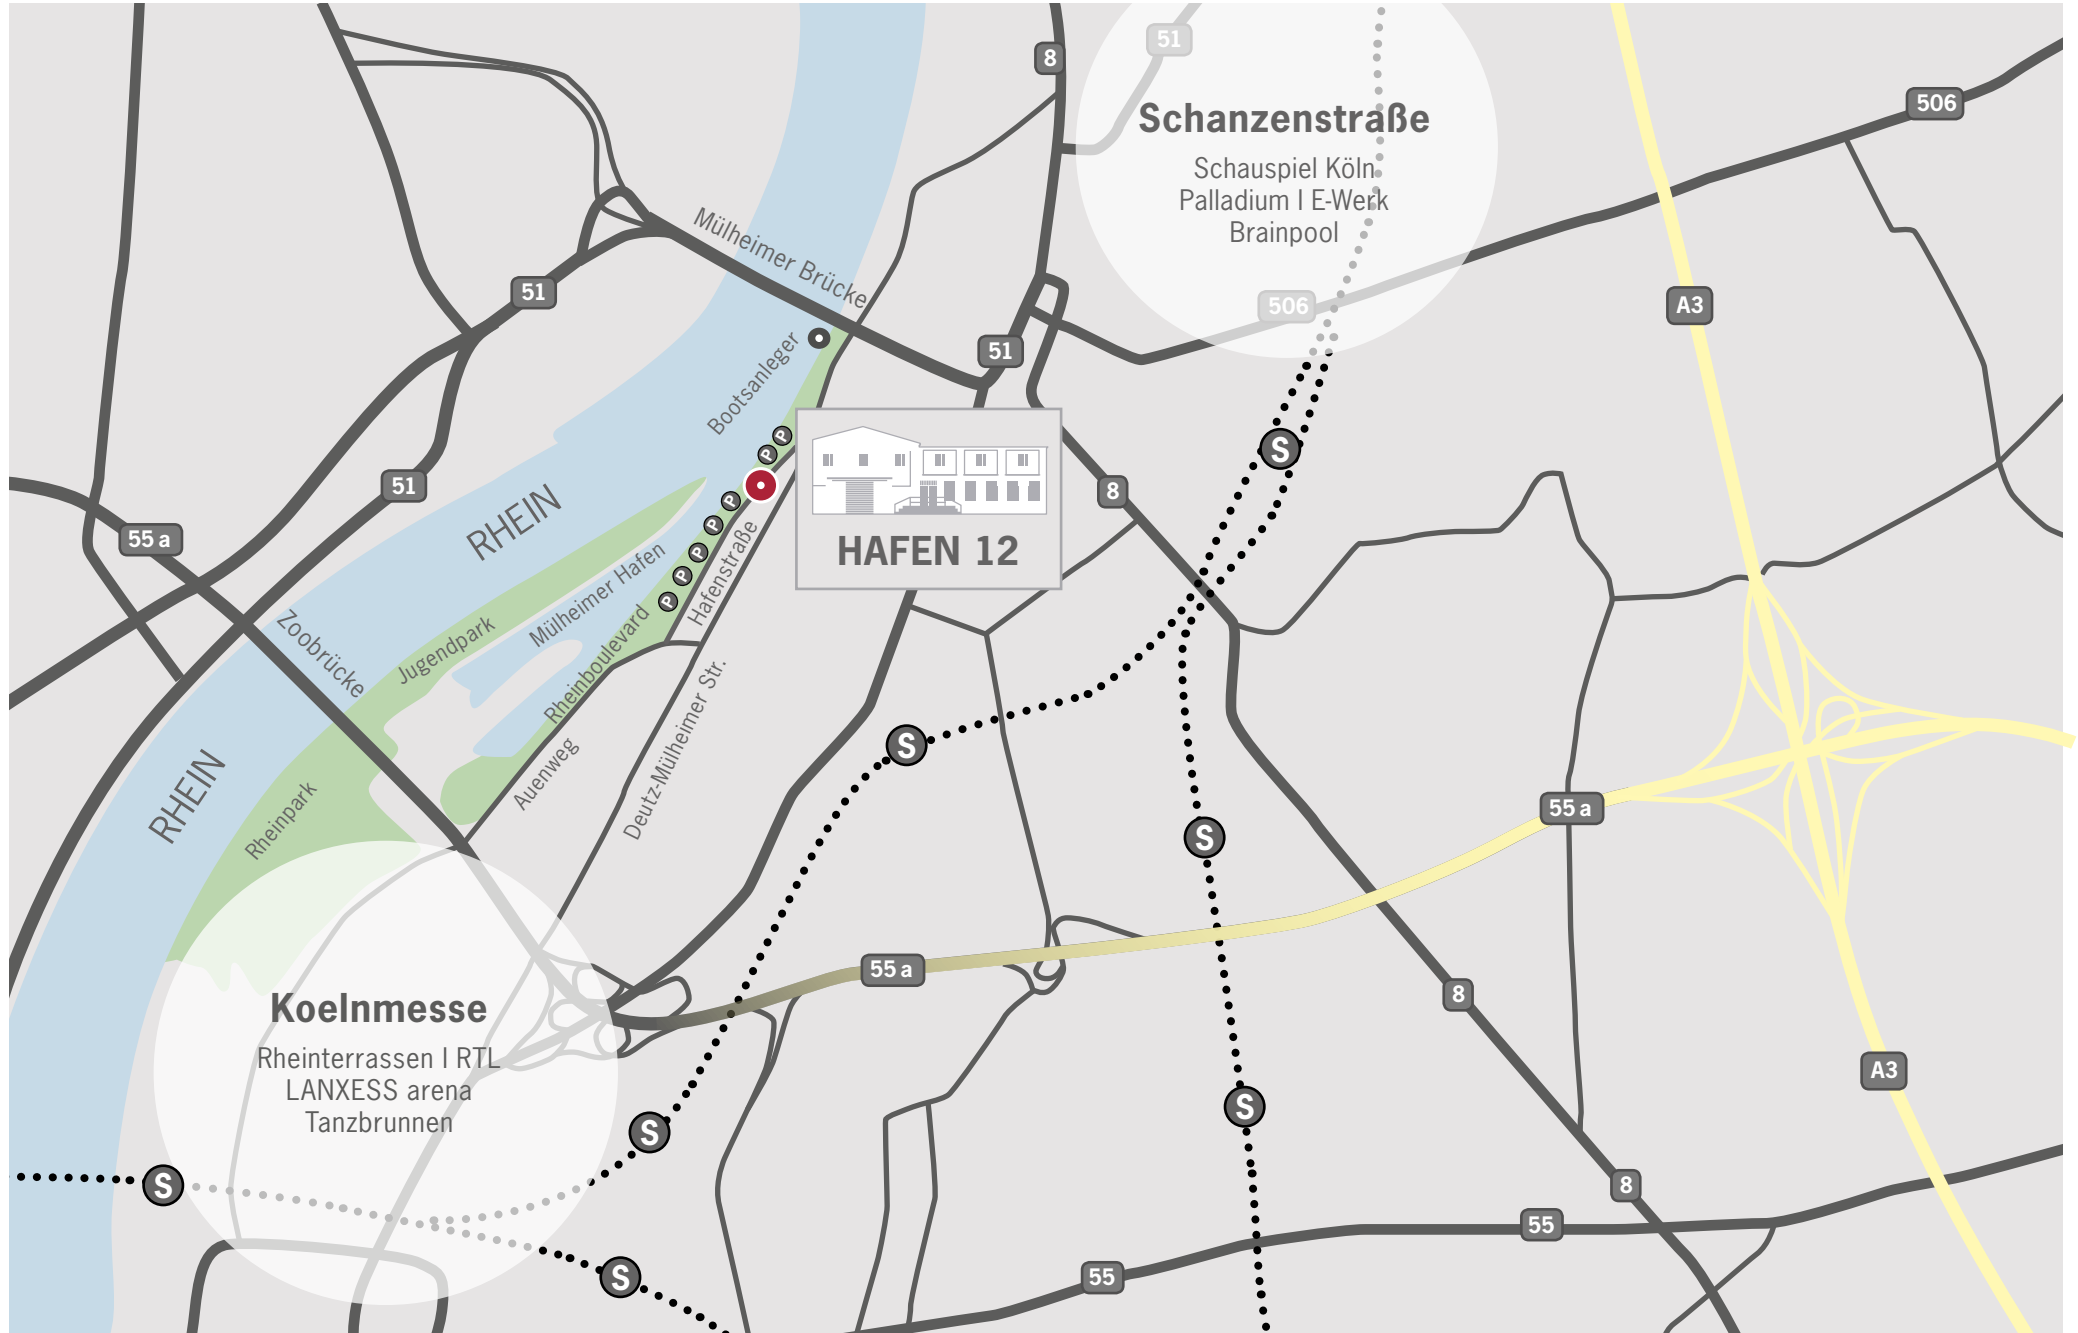 51
8
506
Schanzenstraße
Schauspiel Köln
Palladium I E-Werk
Brainpool
Mülheimer Brücke
51
506
A3
51
Bootsanleger
P
P
S
51
RHEIN
P
8
HAFEN 12
P
55 a
P
Mülheimer Hafen
Hafenstraße
P
P
Zoobrücke
Jugendpark
Rheinboulevard
Deutz-Mülheimer Str.
S
RHEIN
Auenweg
Rheinpark
55 a
S
55 a
8
Koelnmesse
Rheinterrassen I RTL
LANXESS arena
Tanzbrunnen
A3
S
S
S
8
55
S
55